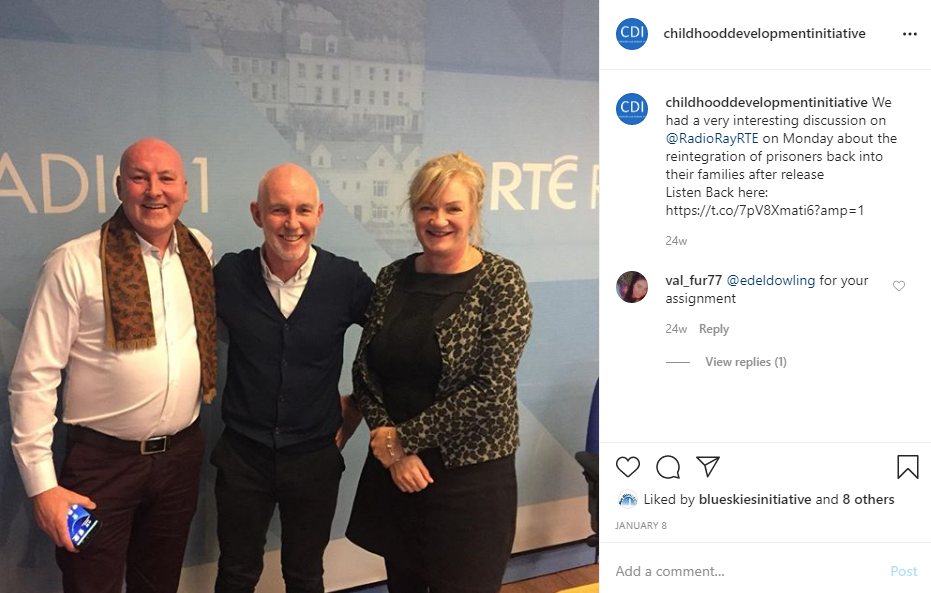 RADIO 1
RTÉ R
CDI
childhooddevelopmentinitiative
CDI
childhooddevelopmentinitiative We
had a very interesting discussion on
@RadioRayRTE on Monday about the
reintegration of prisoners back into
their families after release
Listen Back here:
https://t.co/7pV8Xmati6?amp=1
24w
val_fur77 @edeldowling for your
assignment
24w Reply
View replies (1)
Liked by blueskiesinitiative and 8 others
JANUARY 8
Add a comment... Post